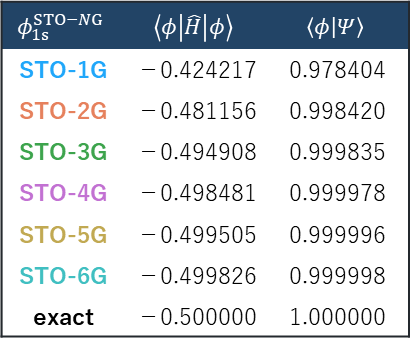 ϕ₁ₛ^STO−NG ⟨ϕ|Ĥ|ϕ⟩ ⟨ϕ|Ψ⟩
STO-1G −0.424217 0.978404
STO-2G −0.481156 0.998420
STO-3G −0.494908 0.999835
STO-4G −0.498481 0.999978
STO-5G −0.499505 0.999996
STO-6G −0.499826 0.999998
exact −0.500000 1.000000